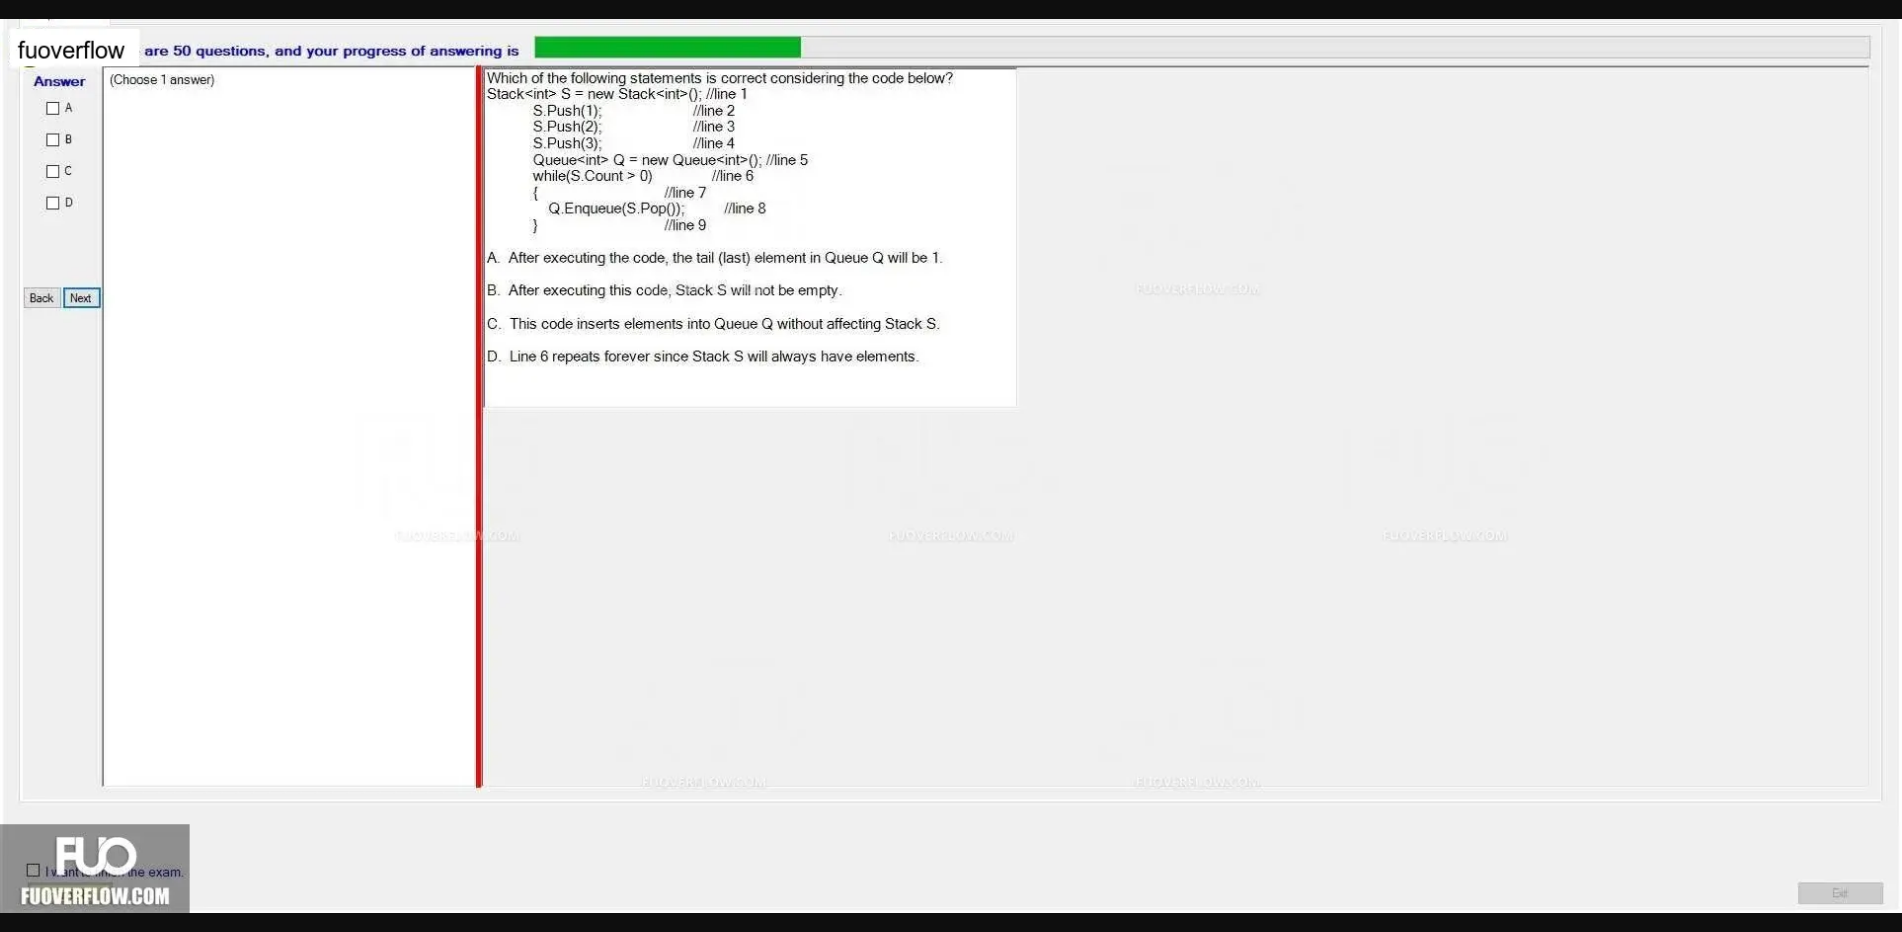 fuoverflow are 50 questions, and your progress of answering is
Answer
A
B
C
D
Back Next
(Choose 1 answer)
Which of the following statements is correct considering the code below?
Stack<int> S = new Stack<int>(); //line 1
S.Push(1); //line 2
S.Push(2); //line 3
S.Push(3); //line 4
Queue<int> Q = new Queue<int>(); //line 5
while(S.Count > 0) //line 6
{ //line 7
Q.Enqueue(S.Pop()); //line 8
} //line 9
A. After executing the code, the tail (last) element in Queue Q will be 1.
B. After executing this code, Stack S will not be empty.
C. This code inserts elements into Queue Q without affecting Stack S.
D. Line 6 repeats forever since Stack S will always have elements.
FUOVERFLOW.COM
FUOVERFLOW.COM
FUOVERFLOW.COM
FUOVERFLOW.COM
FUOVERFLOW.COM
FUOVERFLOW.COM
FUO
I want the exam.
FUOVERFLOW.COM
Exit